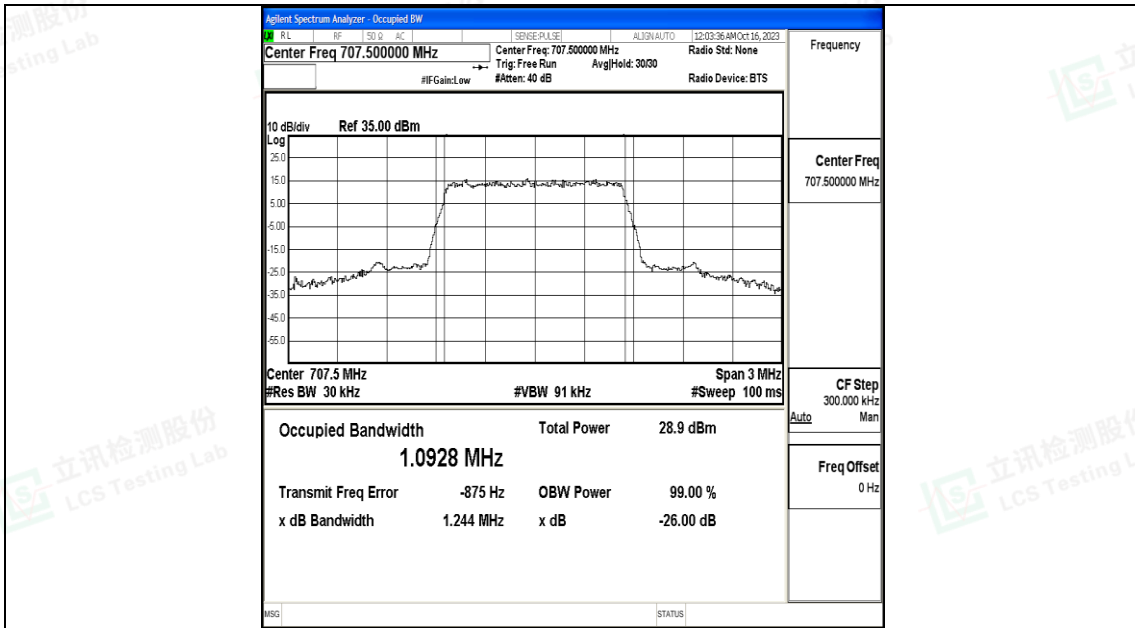 Agilent Spectrum Analyzer - Occupied BW
RL RF 50 Ω AC SENSE:PULSE ALIGN AUTO 12:03:36 AM Oct 16, 2023
Center Freq 707.500000 MHz
Center Freq: 707.500000 MHz
Radio Std: None
Trig: Free Run Avg|Hold: 30/30
#IFGain:Low
#Atten: 40 dB
Radio Device: BTS
10 dB/div Ref 35.00 dBm
Log
25.0
15.0
5.00
-5.00
-15.0
-25.0
-35.0
-45.0
-55.0
Center 707.5 MHz
Span 3 MHz
#Res BW 30 kHz
#VBW 91 kHz
#Sweep 100 ms
Occupied Bandwidth
Total Power 28.9 dBm
1.0928 MHz
Transmit Freq Error -875 Hz
OBW Power 99.00 %
x dB Bandwidth 1.244 MHz
x dB -26.00 dB
MSG
STATUS
Frequency
Center Freq
707.500000 MHz
CF Step
300.000 kHz
Auto Man
Freq Offset
0 Hz
立讯检测股份
LCS Testing Lab
立讯检测股份
LCS Testing L
测股份
esting Lab
立